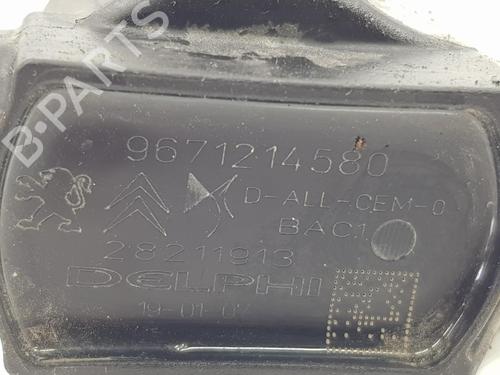 B-PARTS
9671214580
D-ALL-CEM-0
BAC1
28211913
DELPHI
19-01-07